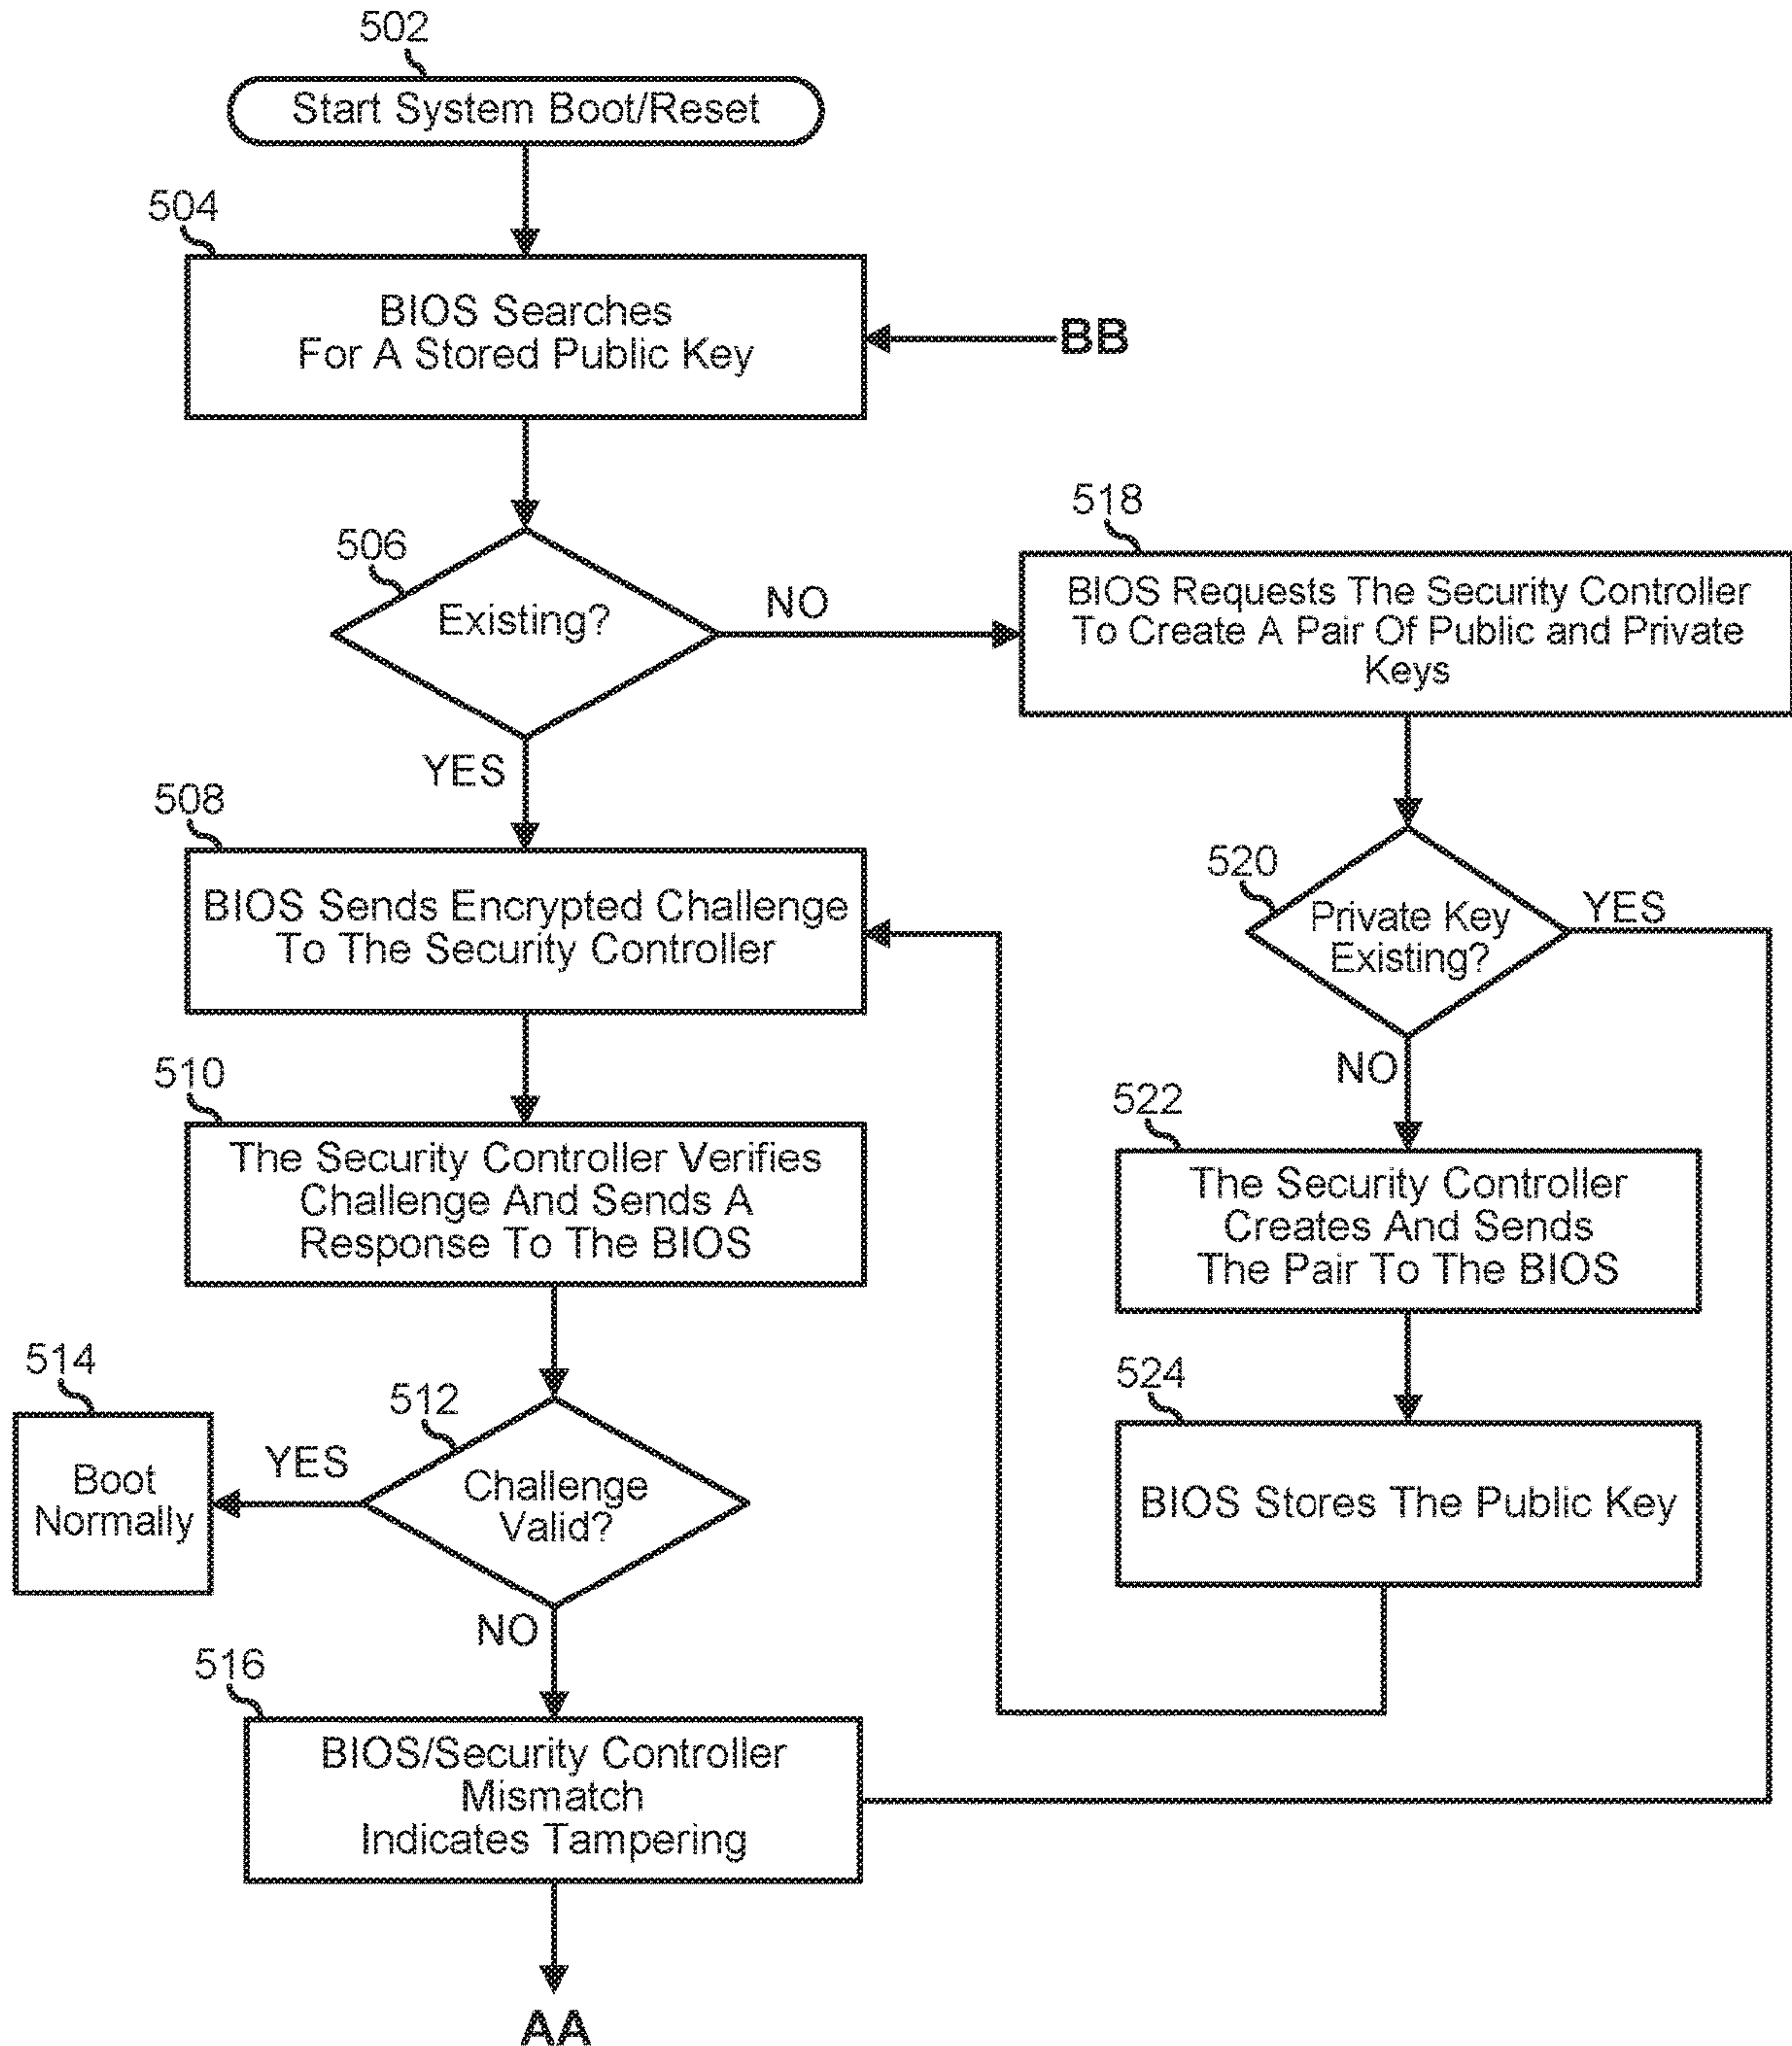 502
Start System Boot/Reset
504
BIOS Searches
For A Stored Public Key
BB
506
Existing?
NO
YES
518
BIOS Requests The Security Controller
To Create A Pair Of Public and Private
Keys
508
BIOS Sends Encrypted Challenge
To The Security Controller
520
Private Key
Existing?
YES
NO
510
The Security Controller Verifies
Challenge And Sends A
Response To The BIOS
522
The Security Controller
Creates And Sends
The Pair To The BIOS
514
Boot
Normally
YES
512
Challenge
Valid?
NO
524
BIOS Stores The Public Key
516
BIOS/Security Controller
Mismatch
Indicates Tampering
AA